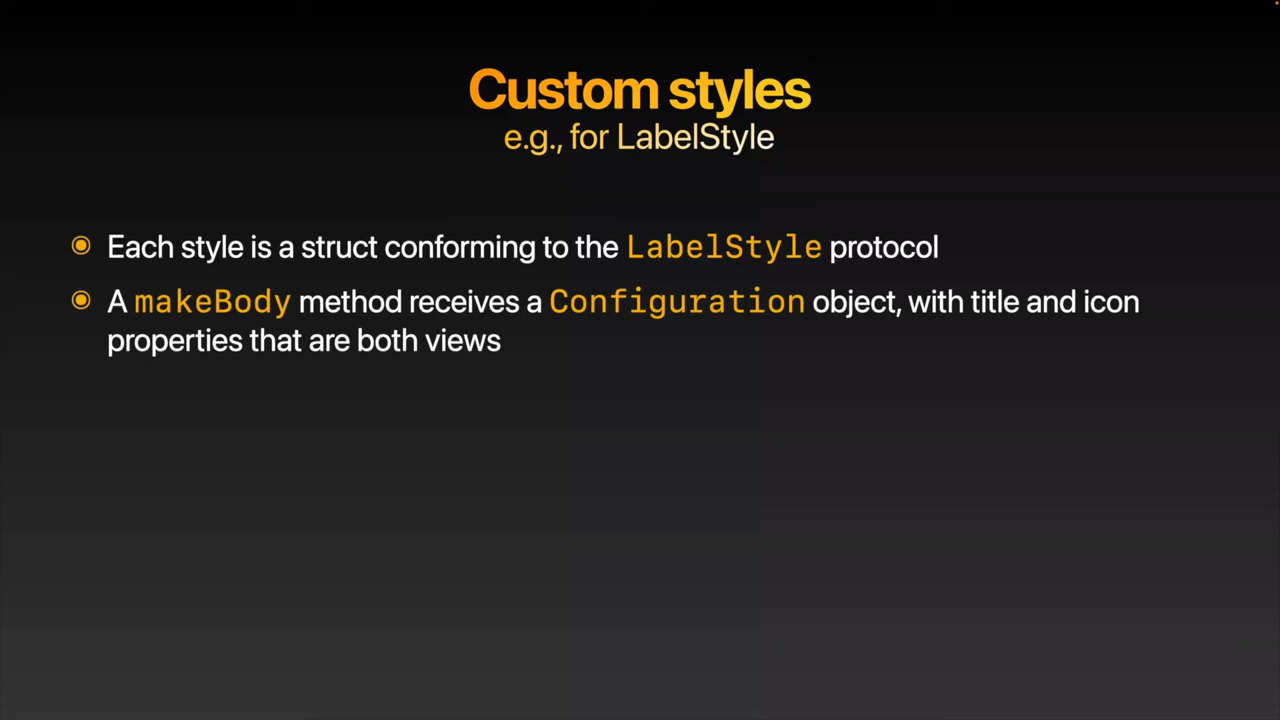 Custom styles
e.g., for LabelStyle
Each style is a struct conforming to the LabelStyle protocol
A makeBody method receives a Configuration object, with title and icon
properties that are both views